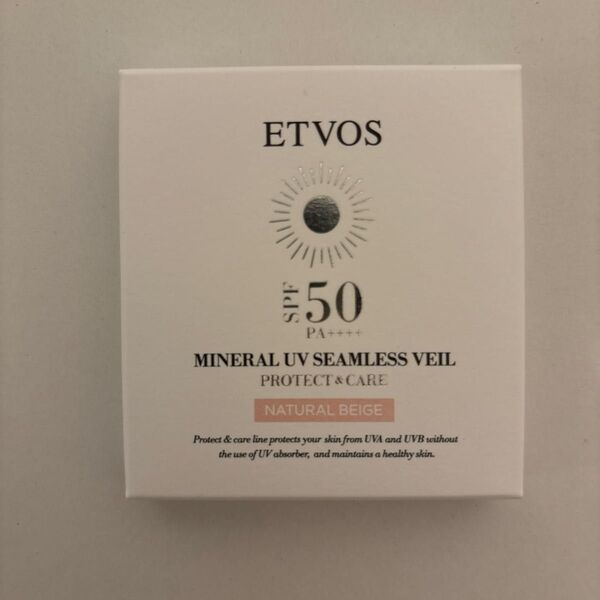 ETVOS
SPF 50
PA++++
MINERAL UV SEAMLESS VEIL
PROTECT & CARE
NATURAL BEIGE
Protect & care line protects your skin from UVA and UVB without
the use of UV absorber, and maintains a healthy skin.